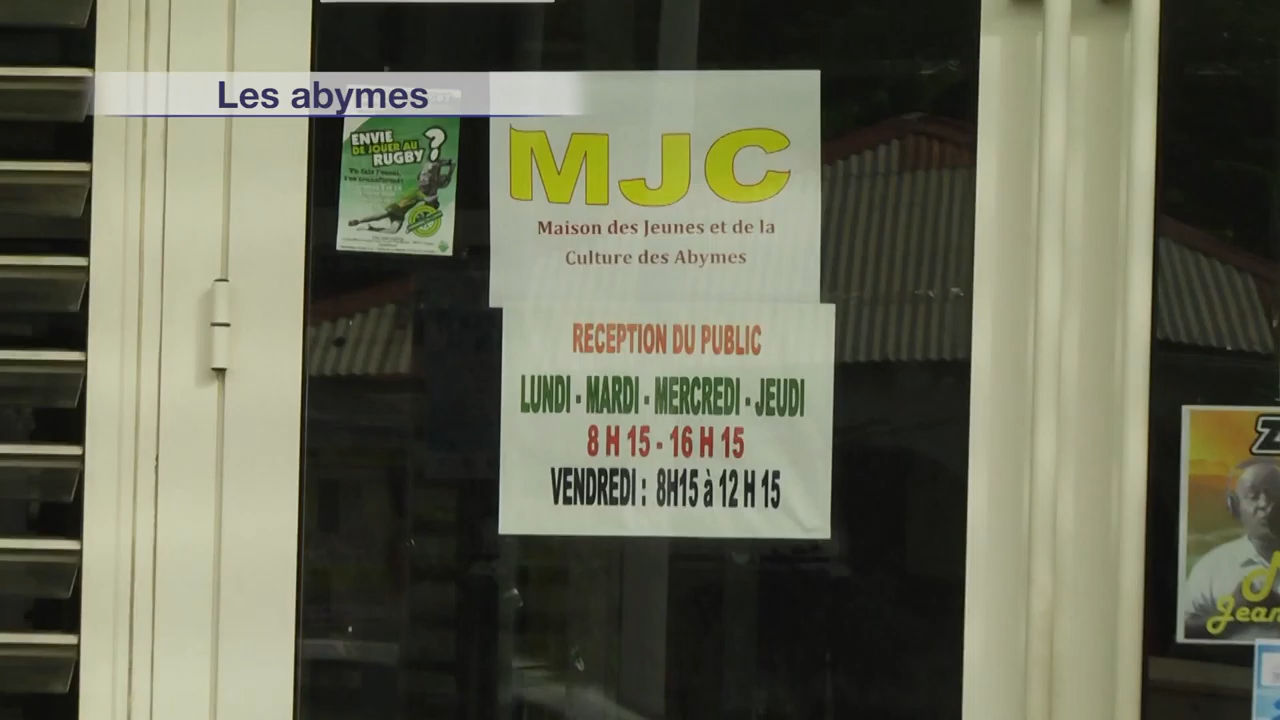 Les abymes
ENVIE
DE JOUER AU
RUGBY ?
MJC
Maison des Jeunes et de la
Culture des Abymes
RECEPTION DU PUBLIC
LUNDI - MARDI - MERCREDI - JEUDI
8 H 15 - 16 H 15
VENDREDI : 8H15 à 12 H 15